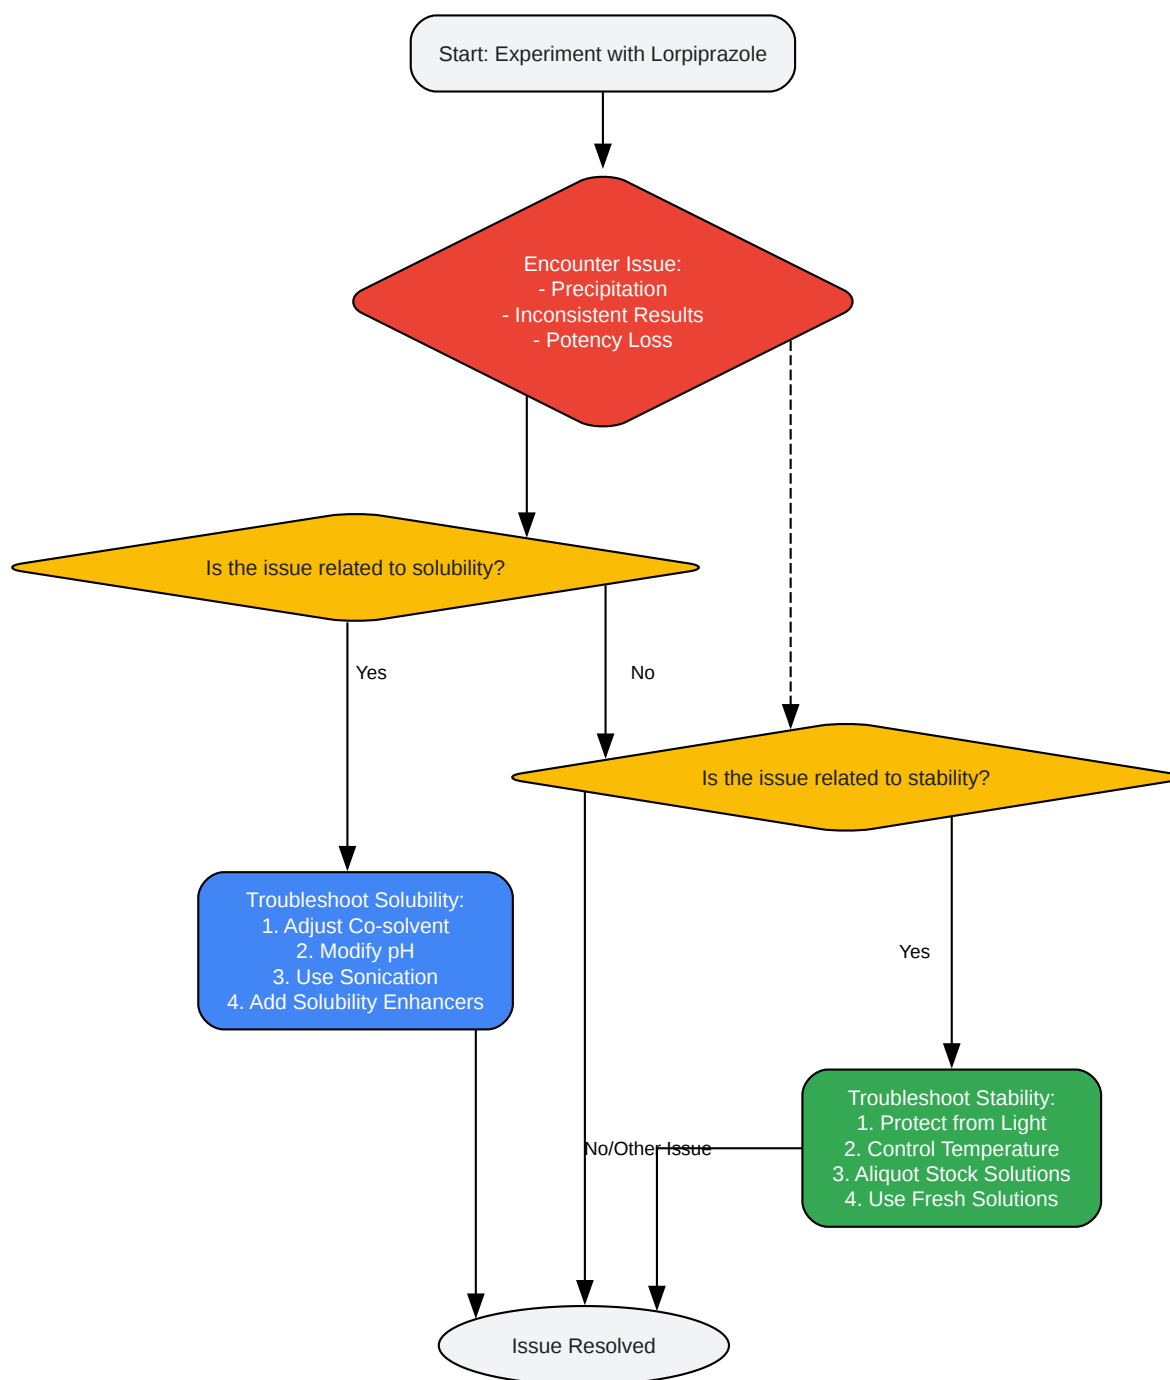 Start: Experiment with Lorpiprazole
Encounter Issue:
- Precipitation
- Inconsistent Results
- Potency Loss
Is the issue related to solubility?
Yes
No
Is the issue related to stability?
Troubleshoot Solubility:
1. Adjust Co-solvent
2. Modify pH
3. Use Sonication
4. Add Solubility Enhancers
Yes
Troubleshoot Stability:
1. Protect from Light
2. Control Temperature
3. Aliquot Stock Solutions
4. Use Fresh Solutions
No/Other Issue
Issue Resolved